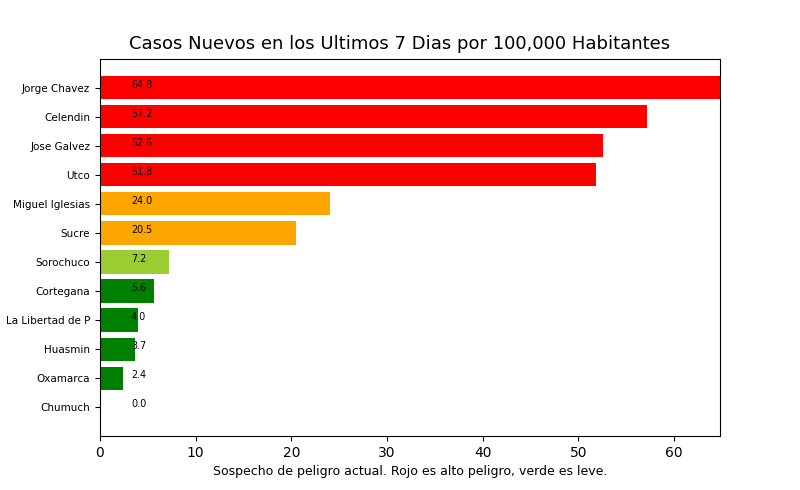 Casos Nuevos en los Ultimos 7 Dias por 100,000 Habitantes
Jorge Chavez 64.8
Celendin 57.2
Jose Galvez 52.6
Utco 51.8
Miguel Iglesias 24.0
Sucre 20.5
Sorochuco 7.2
Cortegana 5.6
La Libertad de P 4.0
Huasmin 3.7
Oxamarca 2.4
Chumuch 0.0
0 10 20 30 40 50 60
Sospecho de peligro actual. Rojo es alto peligro, verde es leve.